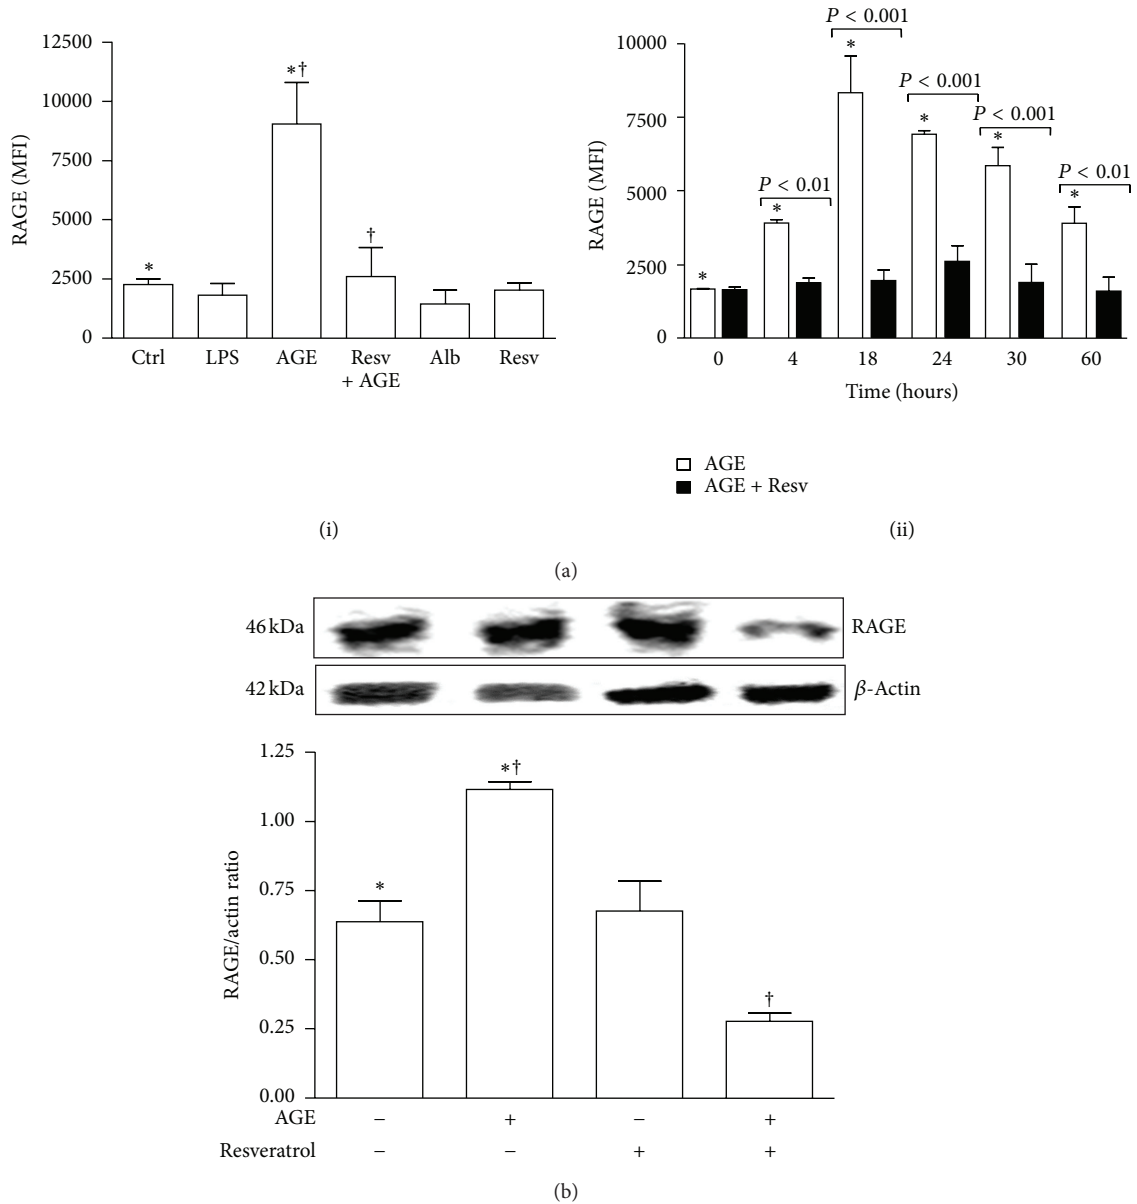 12500
10000
7500
5000
2500
0
RAGE (MFI)
*
*†
†
Ctrl LPS AGE Resv + AGE Alb Resv
(i)
10000
7500
5000
2500
0
RAGE (MFI)
P < 0.001
P < 0.001
P < 0.001
P < 0.01
P < 0.01
* * * * * *
0 4 18 24 30 60
Time (hours)
AGE
AGE + Resv
(ii)
(a)
46 kDa RAGE
42 kDa β-Actin
1.25
1.00
0.75
0.50
0.25
0.00
RAGE/actin ratio
*
*†
†
AGE − + − +
Resveratrol − − + +
(b)